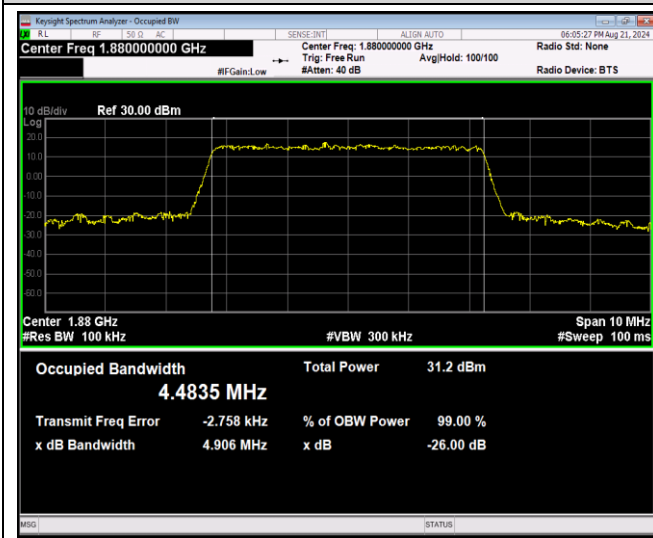 Keysight Spectrum Analyzer - Occupied BW
RL RF 50 Ω AC SENSE:INT ALIGN AUTO 06:05:27 PM Aug 21, 2024
Center Freq 1.880000000 GHz Center Freq: 1.880000000 GHz Radio Std: None
Trig: Free Run Avg|Hold: 100/100
#IFGain:Low #Atten: 40 dB Radio Device: BTS
10 dB/div Ref 30.00 dBm
Log
20.0
10.0
0.00
-10.0
-20.0
-30.0
-40.0
-50.0
-60.0
Center 1.88 GHz Span 10 MHz
#Res BW 100 kHz #VBW 300 kHz #Sweep 100 ms
Occupied Bandwidth Total Power 31.2 dBm
4.4835 MHz
Transmit Freq Error -2.758 kHz % of OBW Power 99.00 %
x dB Bandwidth 4.906 MHz x dB -26.00 dB
MSG STATUS